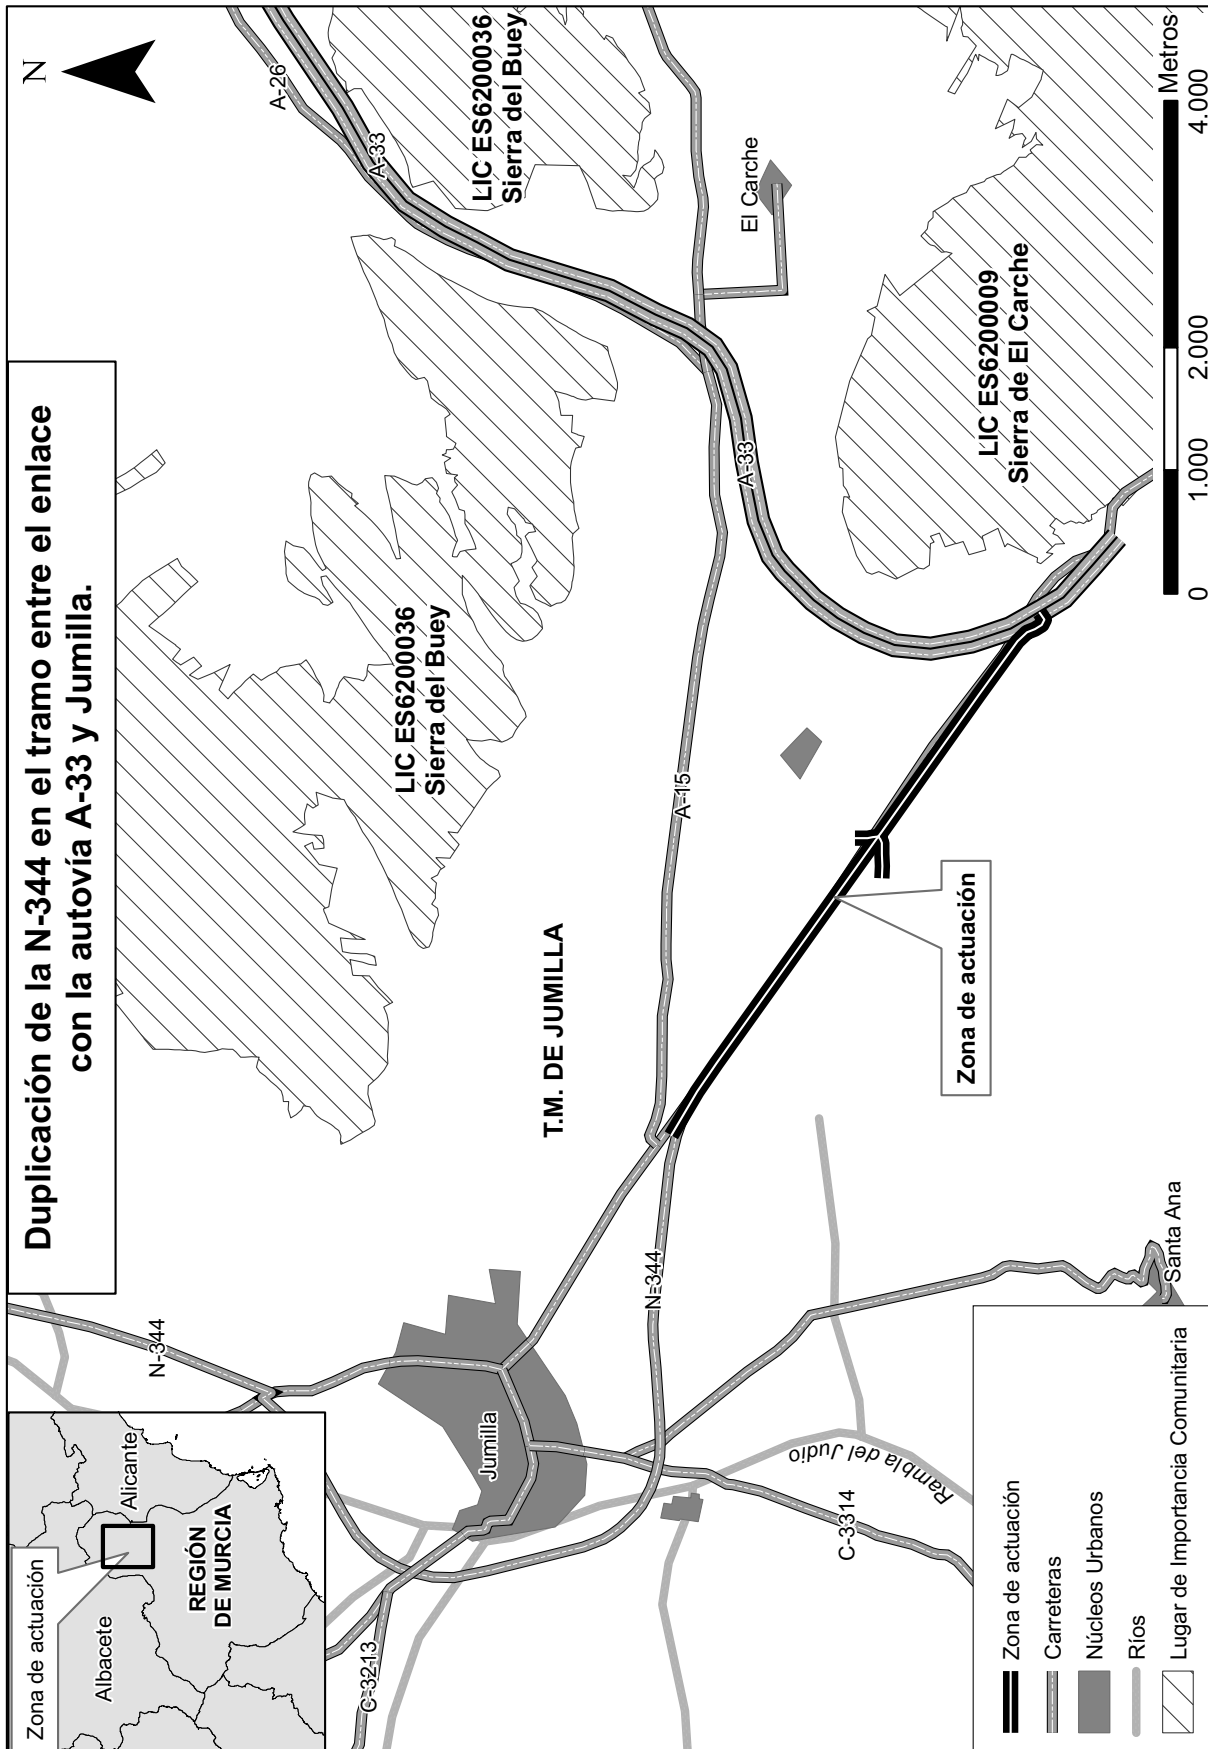 Duplicación de la N-344 en el tramo entre el enlace
con la autovía A-33 y Jumilla.
N
Zona de actuación
Albacete
Alicante
REGIÓN
DE MURCIA
N-344
A-26
A-33
LIC ES6200036
Sierra del Buey
LIC ES6200036
Sierra del Buey
C-3213
Jumilla
T.M. DE JUMILLA
N-344
A-15
A-33
El Carche
Rambla del Judío
C-3314
Zona de actuación
LIC ES6200009
Sierra de El Carche
Santa Ana
Zona de actuación
Carreteras
Núcleos Urbanos
Ríos
Lugar de Importancia Comunitaria
0
1.000
2.000
4.000
Metros